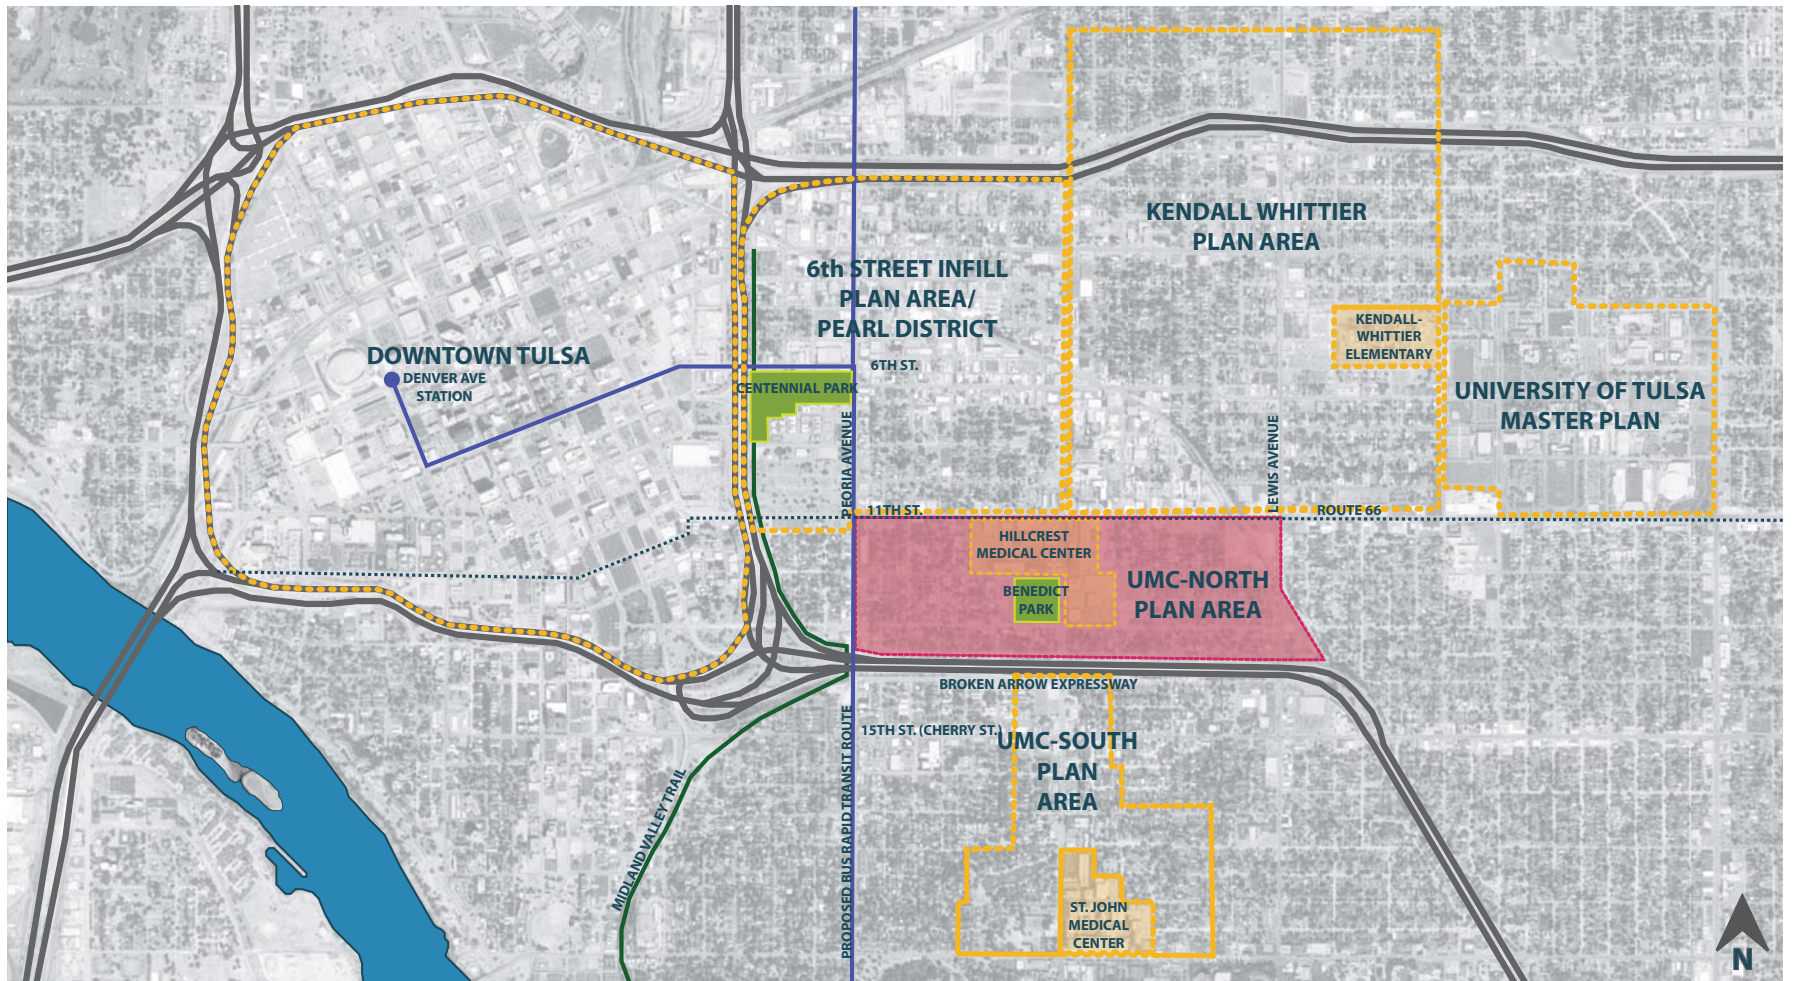 KENDALL WHITTIER
PLAN AREA
6th STREET INFILL
PLAN AREA/
PEARL DISTRICT
KENDALL-
WHITTIER
ELEMENTARY
DOWNTOWN TULSA
DENVER AVE
STATION
6TH ST.
CENTENNIAL PARK
UNIVERSITY OF TULSA
MASTER PLAN
PEORIA AVENUE
LEWIS AVENUE
11TH ST.
ROUTE 66
HILLCREST
MEDICAL CENTER
BENEDICT
PARK
UMC-NORTH
PLAN AREA
BROKEN ARROW EXPRESSWAY
15TH ST. (CHERRY ST.)
UMC-SOUTH
PLAN
AREA
MIDLAND VALLEY TRAIL
PROPOSED BUS RAPID TRANSIT ROUTE
ST. JOHN
MEDICAL
CENTER
N